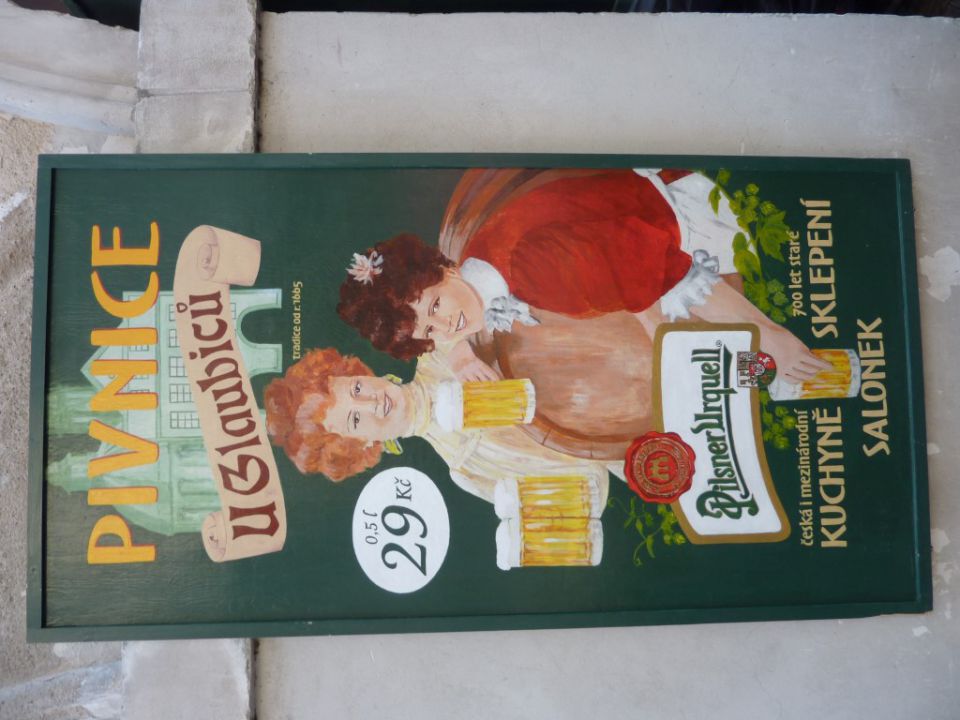 PIVNICE
U Glaubiců
tradice od r. 1665
0,5 l
29 Kč
Pilsner Urquell®
česká i mezinárodní
KUCHYNĚ
700 let staré
SKLEPENÍ
SALONEK